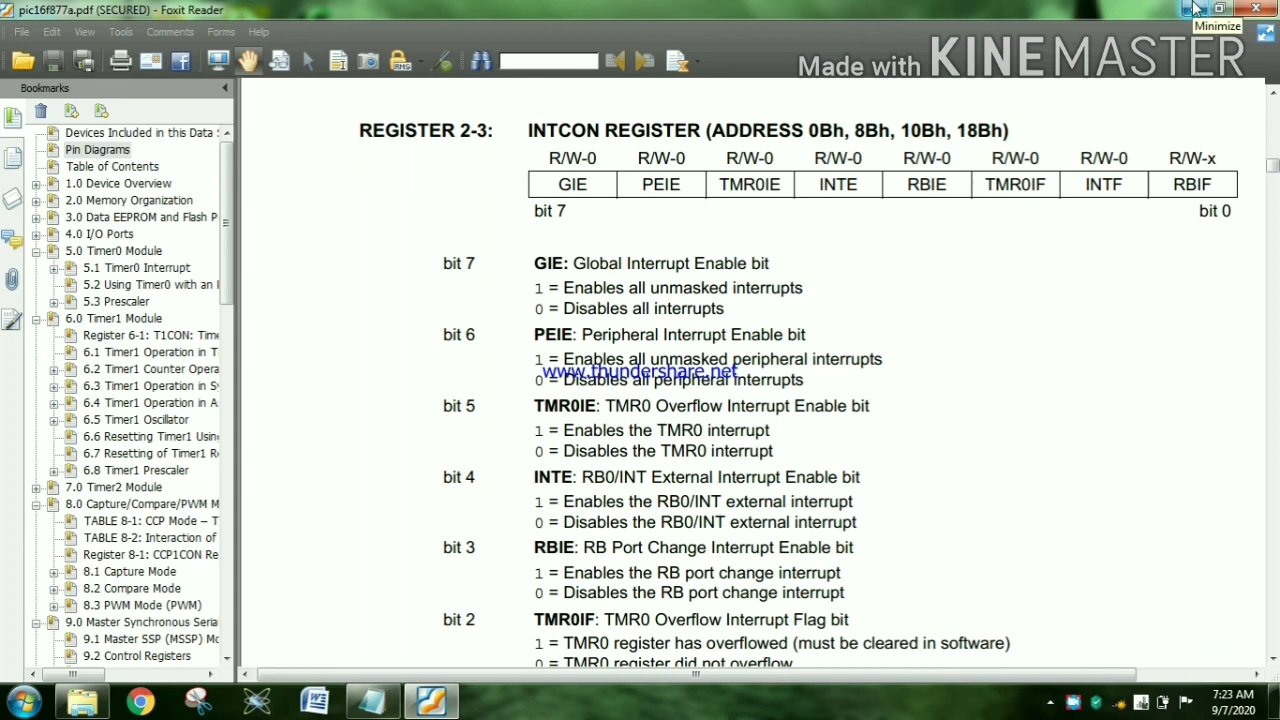 pic16f877a.pdf (SECURED) - Foxit Reader
Minimize
File Edit View Tools Comments Forms Help
Made with KINEMASTER
Bookmarks
Devices Included in this Data S
Pin Diagrams
Table of Contents
1.0 Device Overview
2.0 Memory Organization
3.0 Data EEPROM and Flash P
4.0 I/O Ports
5.0 Timer0 Module
5.1 Timer0 Interrupt
5.2 Using Timer0 with an
5.3 Prescaler
6.0 Timer1 Module
Register 6-1: T1CON: Time
6.1 Timer1 Operation in T
6.2 Timer1 Counter Opera
6.3 Timer1 Operation in S
6.4 Timer1 Operation in A
6.5 Timer1 Oscillator
6.6 Resetting Timer1 Using
6.7 Resetting of Timer1 R
6.8 Timer1 Prescaler
7.0 Timer2 Module
8.0 Capture/Compare/PWM M
TABLE 8-1: CCP Mode – T
TABLE 8-2: Interaction of
Register 8-1: CCP1CON Re
8.1 Capture Mode
8.2 Compare Mode
8.3 PWM Mode (PWM)
9.0 Master Synchronous Seria
9.1 Master SSP (MSSP) Mo
9.2 Control Registers
REGISTER 2-3: INTCON REGISTER (ADDRESS 0Bh, 8Bh, 10Bh, 18Bh)
R/W-0 R/W-0 R/W-0 R/W-0 R/W-0 R/W-0 R/W-0 R/W-x
GIE PEIE TMR0IE INTE RBIE TMR0IF INTF RBIF
bit 7 bit 0
bit 7 GIE: Global Interrupt Enable bit
1 = Enables all unmasked interrupts
0 = Disables all interrupts
bit 6 PEIE: Peripheral Interrupt Enable bit
1 = Enables all unmasked peripheral interrupts
www.thundershare.net
0 = Disables all peripheral interrupts
bit 5 TMR0IE: TMR0 Overflow Interrupt Enable bit
1 = Enables the TMR0 interrupt
0 = Disables the TMR0 interrupt
bit 4 INTE: RB0/INT External Interrupt Enable bit
1 = Enables the RB0/INT external interrupt
0 = Disables the RB0/INT external interrupt
bit 3 RBIE: RB Port Change Interrupt Enable bit
1 = Enables the RB port change interrupt
0 = Disables the RB port change interrupt
bit 2 TMR0IF: TMR0 Overflow Interrupt Flag bit
1 = TMR0 register has overflowed (must be cleared in software)
0 = TMR0 register did not overflow
7:23 AM
9/7/2020